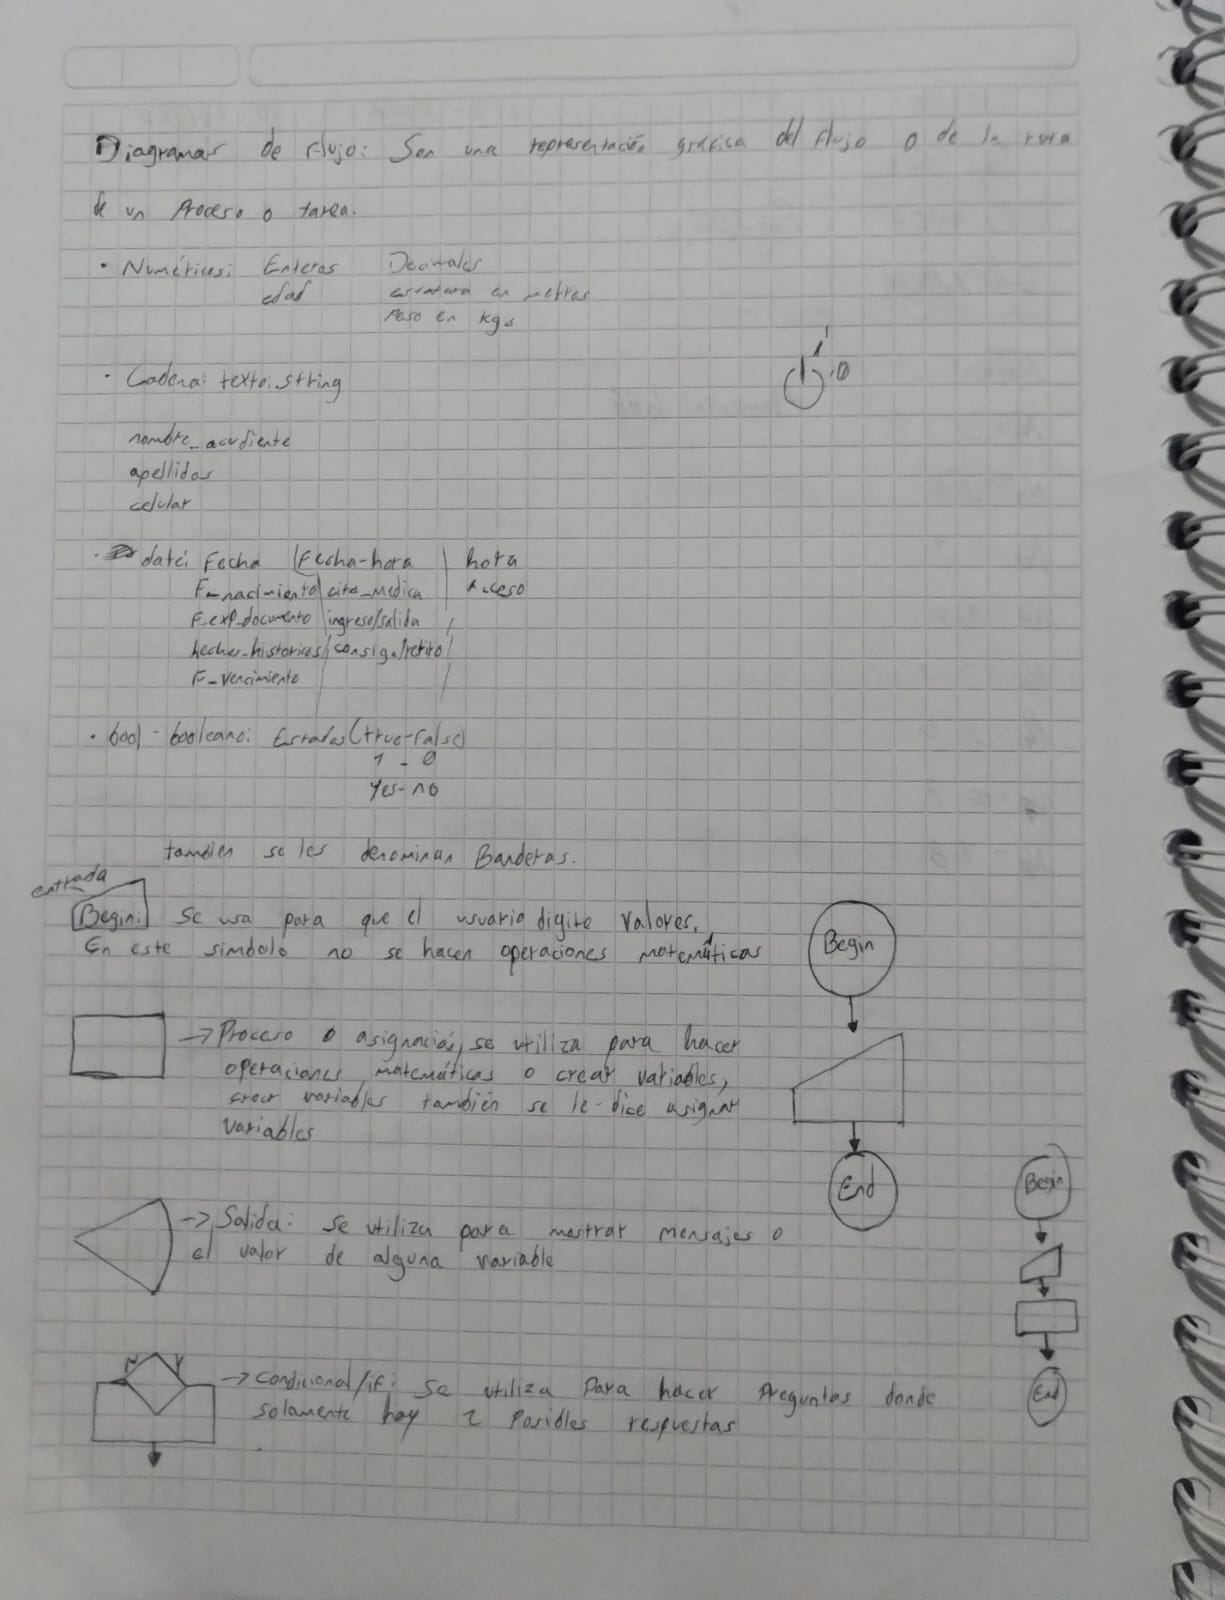 Diagramas de flujo: Son una representación gráfica del flujo o de la ruta
de un Proceso o tarea.
• Numéricas: Enteras Decimales
edad estatura en metros
Peso en kgs
1
0
• Cadena: texto: string
nombre_acudiente
apellidos
celular
• date: Fecha | Fecha-hora | hora
F_nacimiento | cita_medica | Acceso
F_exp_documento | ingreso/salida
hechos_historicos | consig./retiro
F_vencimiento
• bool - booleano: Estados (true-false)
1 - 0
Yes-no
tambien se les denominan Banderas.
entrada
Begin: Se usa para que el usuario digite valores,
En este simbolo no se hacen operaciones matemáticas
Begin
→ Proceso o asignación, se utiliza para hacer
operaciones matemáticas o crear variables,
crear variables también se le dice asignar
variables
End
Begin
→ Salida: Se utiliza para mostrar mensajes o
el valor de alguna variable
N Y
→ Condicional/if: Se utiliza Para hacer Preguntas donde
solamente hay 2 Posibles respuestas
End